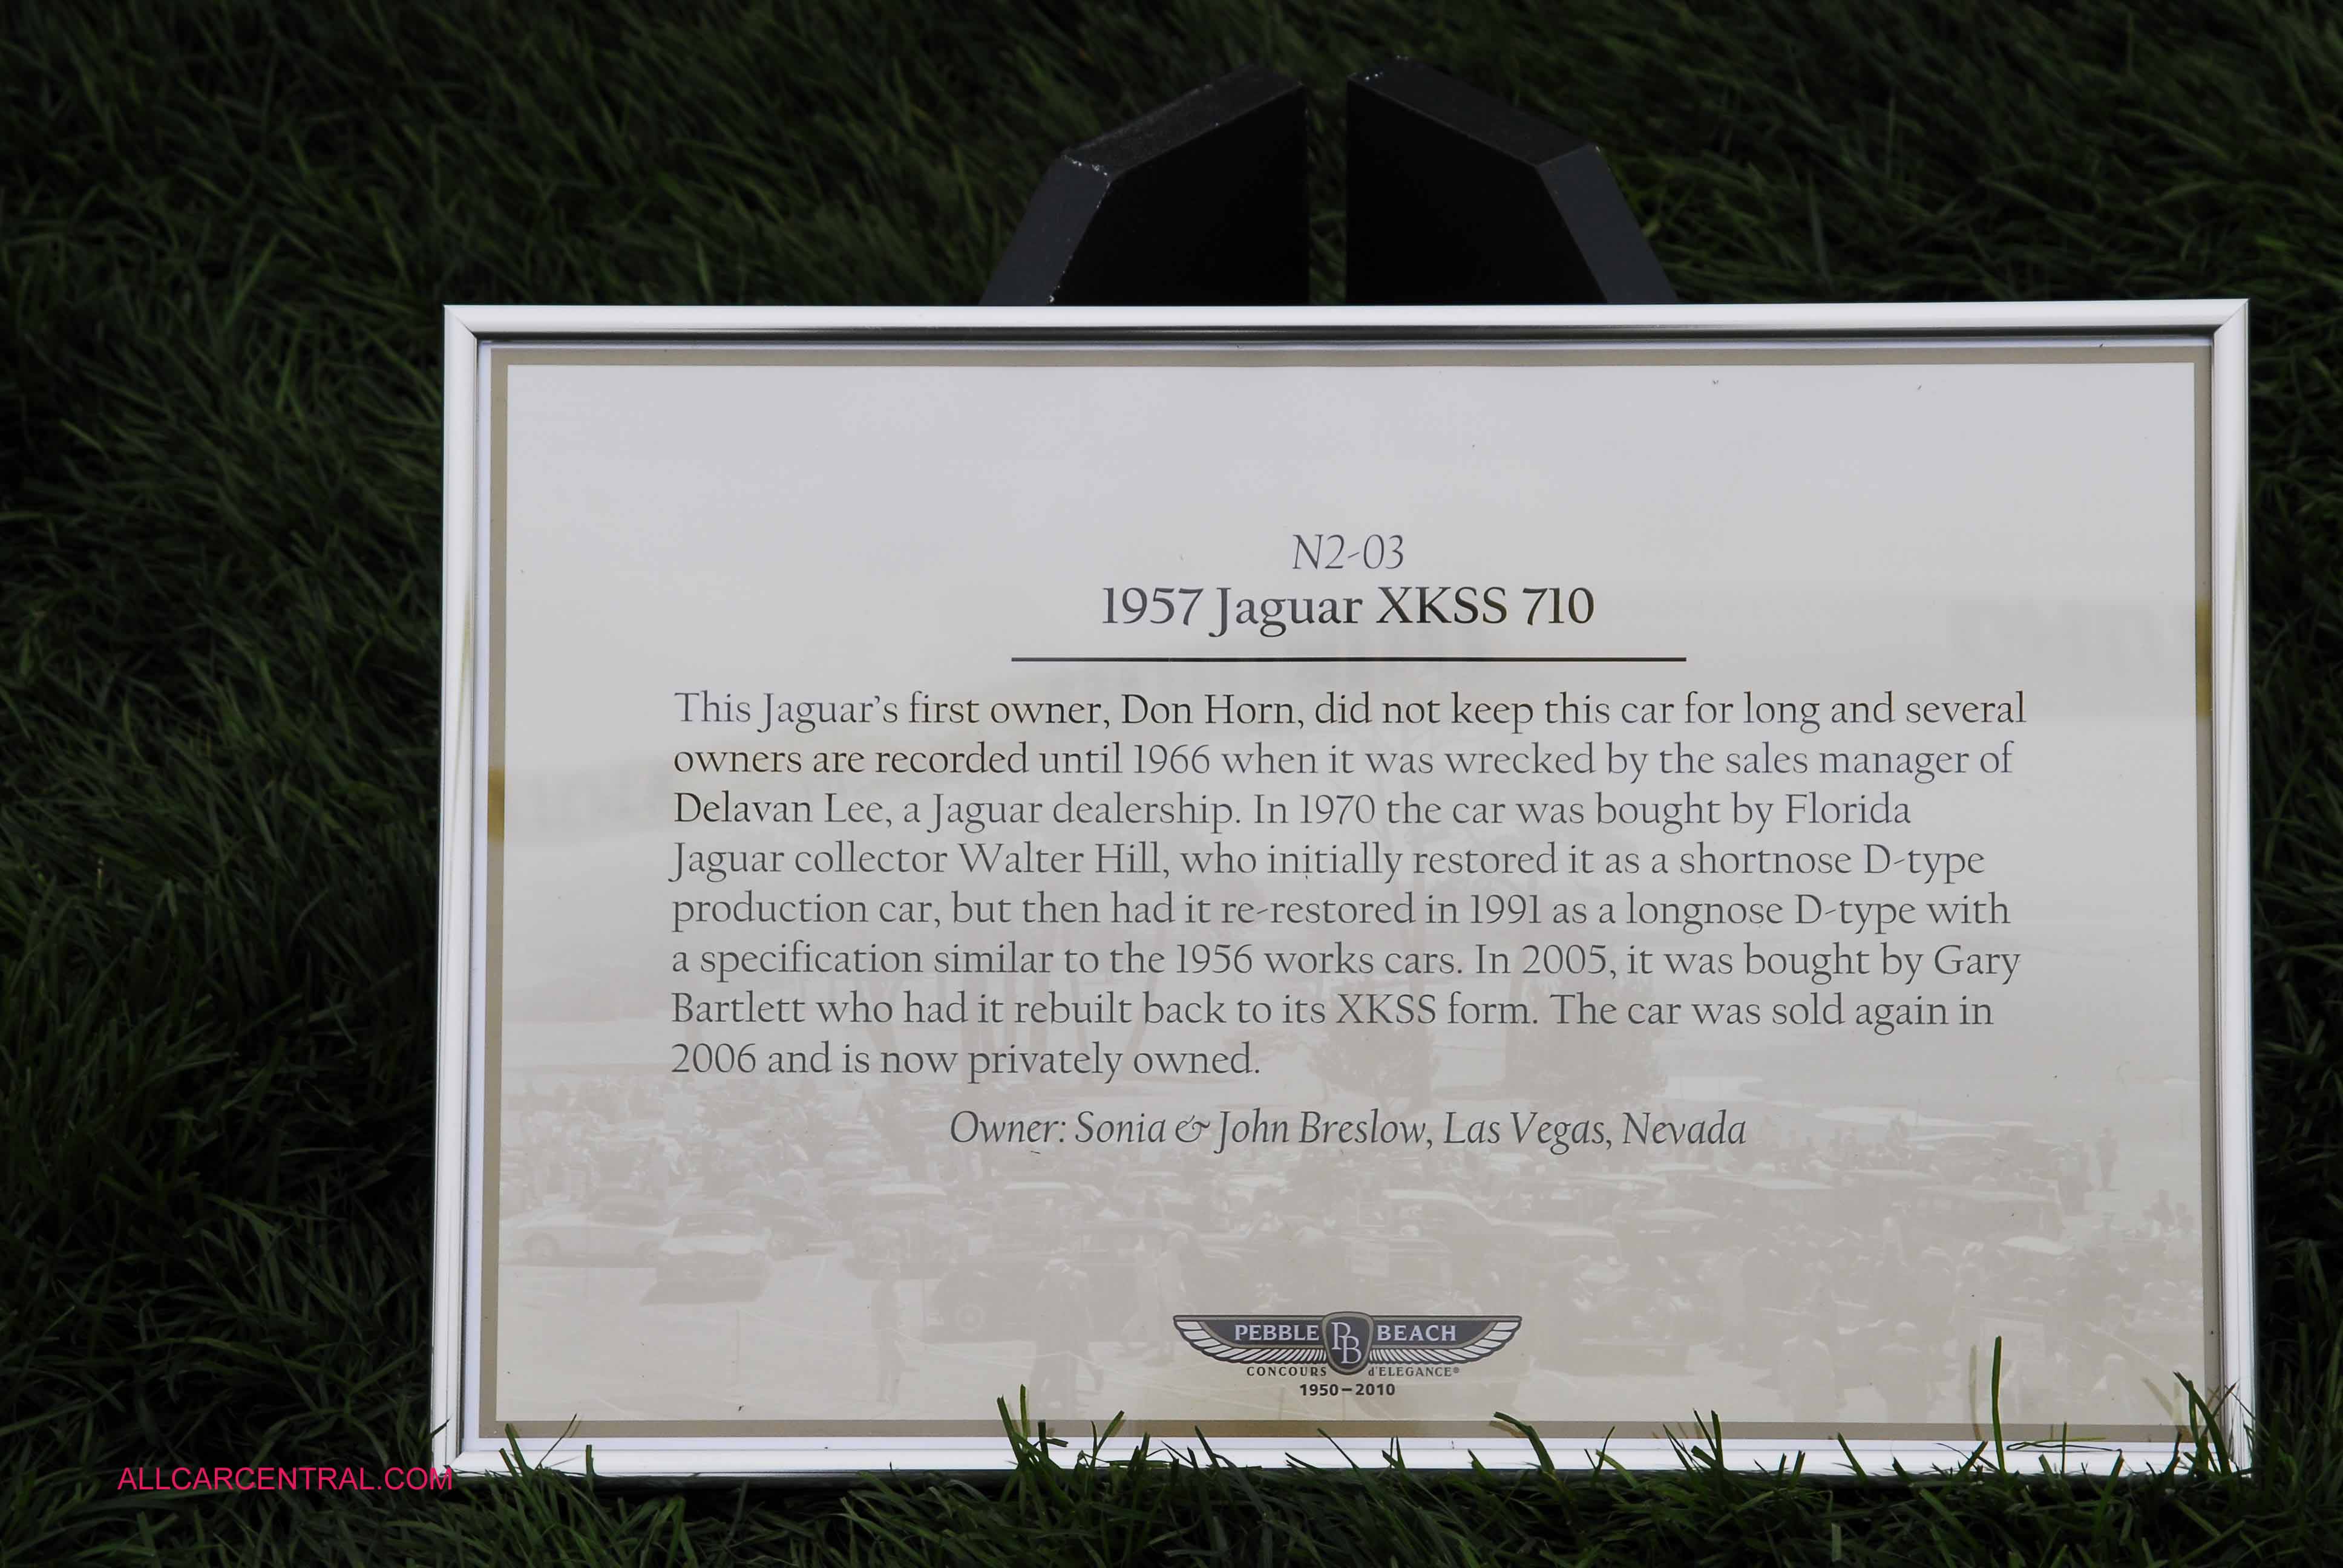 N2-03
1957 Jaguar XKSS 710
This Jaguar's first owner, Don Horn, did not keep this car for long and several
owners are recorded until 1966 when it was wrecked by the sales manager of
Delavan Lee, a Jaguar dealership. In 1970 the car was bought by Florida
Jaguar collector Walter Hill, who initially restored it as a shortnose D-type
production car, but then had it re-restored in 1991 as a longnose D-type with
a specification similar to the 1956 works cars. In 2005, it was bought by Gary
Bartlett who had it rebuilt back to its XKSS form. The car was sold again in
2006 and is now privately owned.
Owner: Sonia & John Breslow, Las Vegas, Nevada
PEBBLE PB BEACH
CONCOURS d'ELEGANCE®
1950–2010
ALLCARCENTRAL.COM